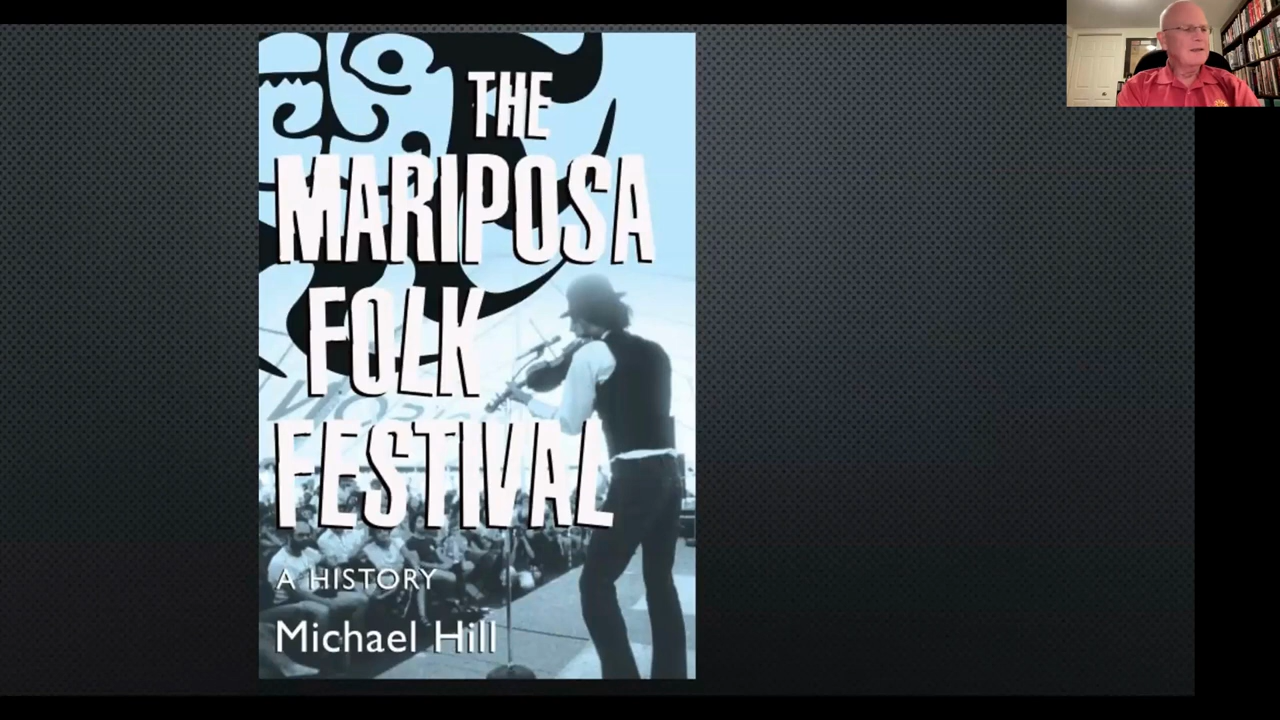 THE
MARIPOSA
FOLK
FESTIVAL
A HISTORY
Michael Hill